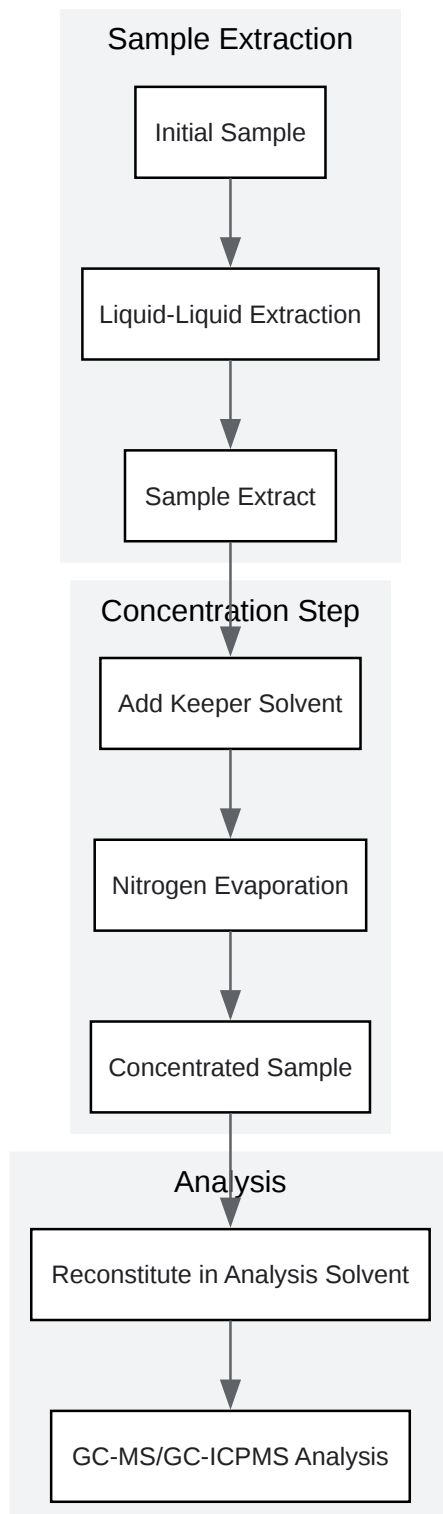 Sample Extraction
Initial Sample
Liquid-Liquid Extraction
Sample Extract
Concentration Step
Add Keeper Solvent
Nitrogen Evaporation
Concentrated Sample
Analysis
Reconstitute in Analysis Solvent
GC-MS/GC-ICPMS Analysis